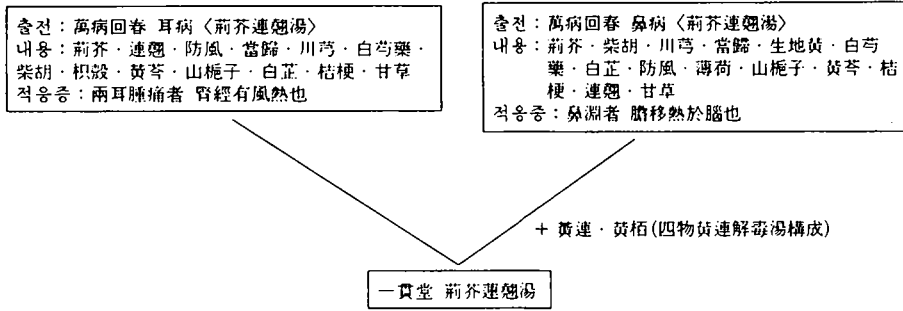 출전 : 萬病回春 耳病 〈荊芥連翹湯〉
내용 : 荊芥 · 連翹 · 防風 · 當歸 · 川芎 · 白芍藥 ·
柴胡 · 枳殼 · 黃芩 · 山梔子 · 白芷 · 桔梗 · 甘草
적응증 : 兩耳腫痛者 腎經有風熱也
출전 : 萬病回春 鼻病 〈荊芥連翹湯〉
내용 : 荊芥 · 柴胡 · 川芎 · 當歸 · 生地黃 · 白芍
藥 · 白芷 · 防風 · 薄荷 · 山梔子 · 黃芩 · 桔
梗 · 連翹 · 甘草
적응증 : 鼻淵者 膽移熱於腦也
+ 黃連 · 黃栢(四物黃連解毒湯構成)
一貫堂 荊芥連翹湯